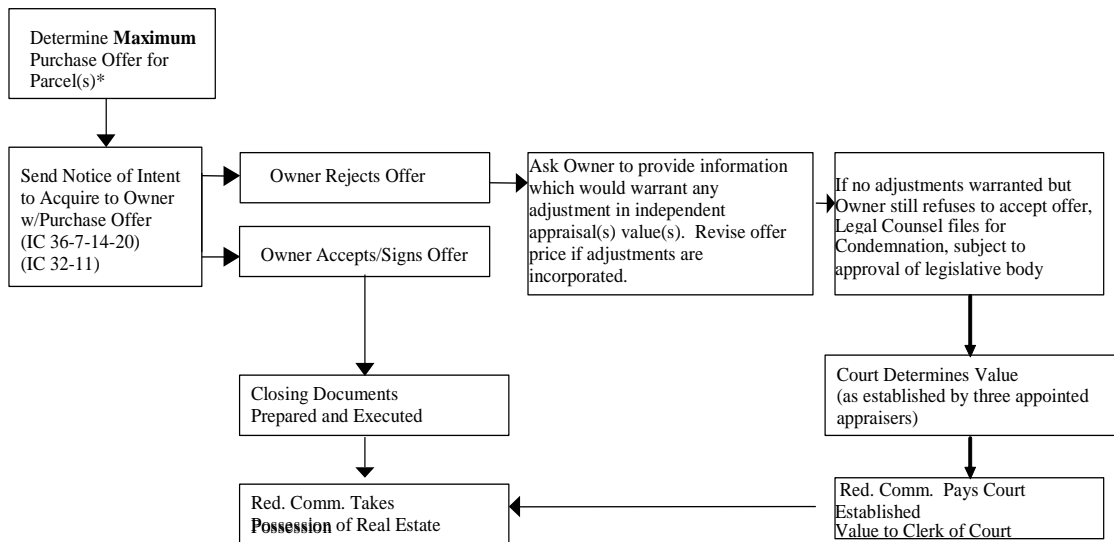 Determine Maximum
Purchase Offer for
Parcel(s)*
Send Notice of Intent
to Acquire to Owner
w/Purchase Offer
(IC 36-7-14-20)
(IC 32-11)
Owner Rejects Offer
Owner Accepts/Signs Offer
Ask Owner to provide information
which would warrant any
adjustment in independent
appraisal(s) value(s).  Revise offer
price if adjustments are
incorporated.
If no adjustments warranted but
Owner still refuses to accept offer,
Legal Counsel files for
Condemnation, subject to
approval of legislative body
Closing Documents
Prepared and Executed
Court Determines Value
(as established by three appointed
appraisers)
Red. Comm. Takes
Possession of Real Estate
Red. Comm.  Pays Court
Established
Value to Clerk of Court